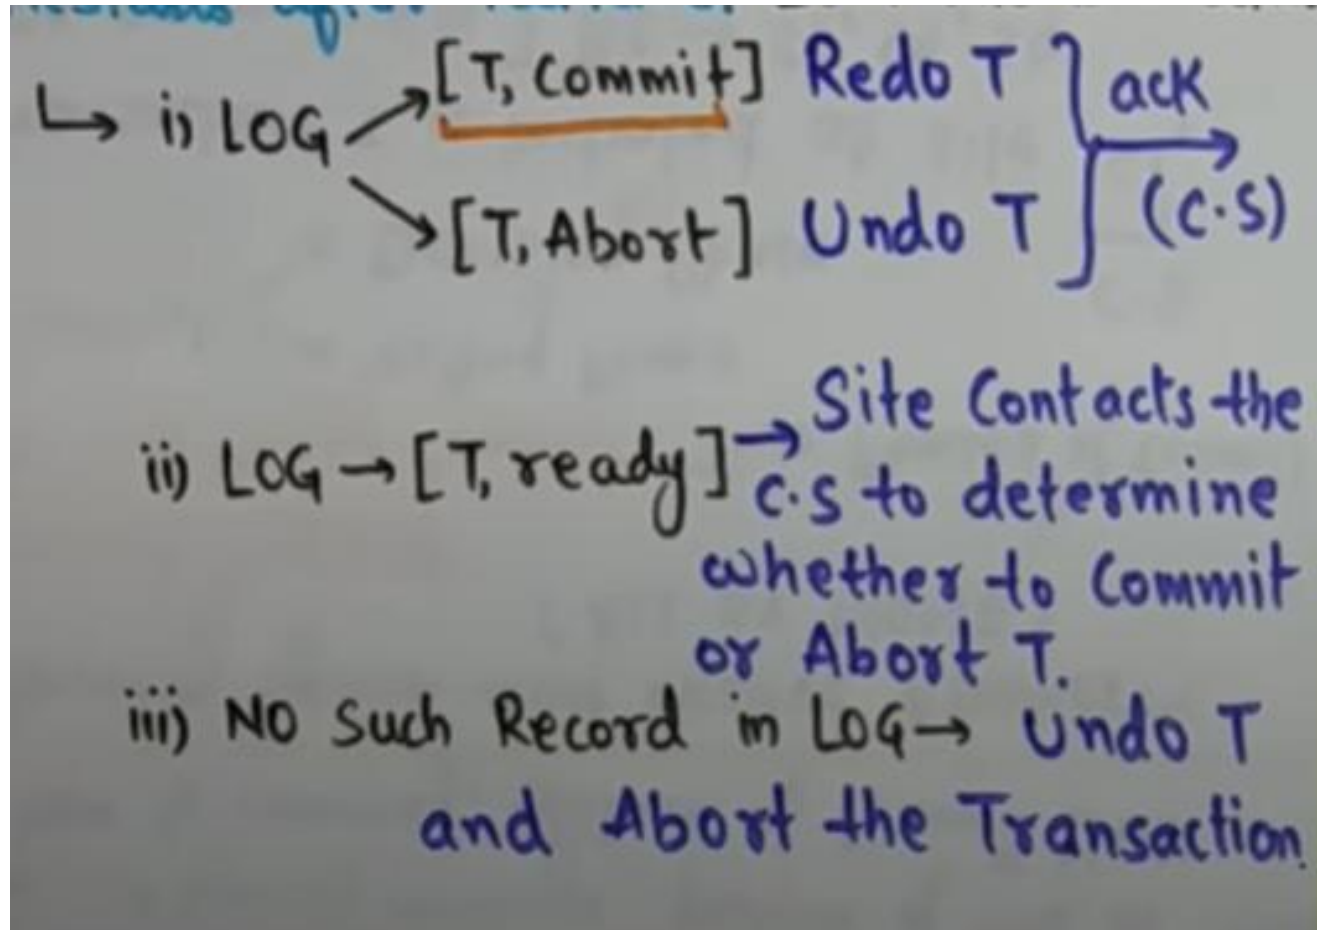 ↳ i) LOG → [T, Commit] Redo T } ack →
→ [T, Abort] Undo T (C.S)
ii) LOG → [T, ready] → Site Contacts the
C.S to determine
whether to Commit
or Abort T.
iii) NO Such Record in LOG → Undo T
and Abort the Transaction.